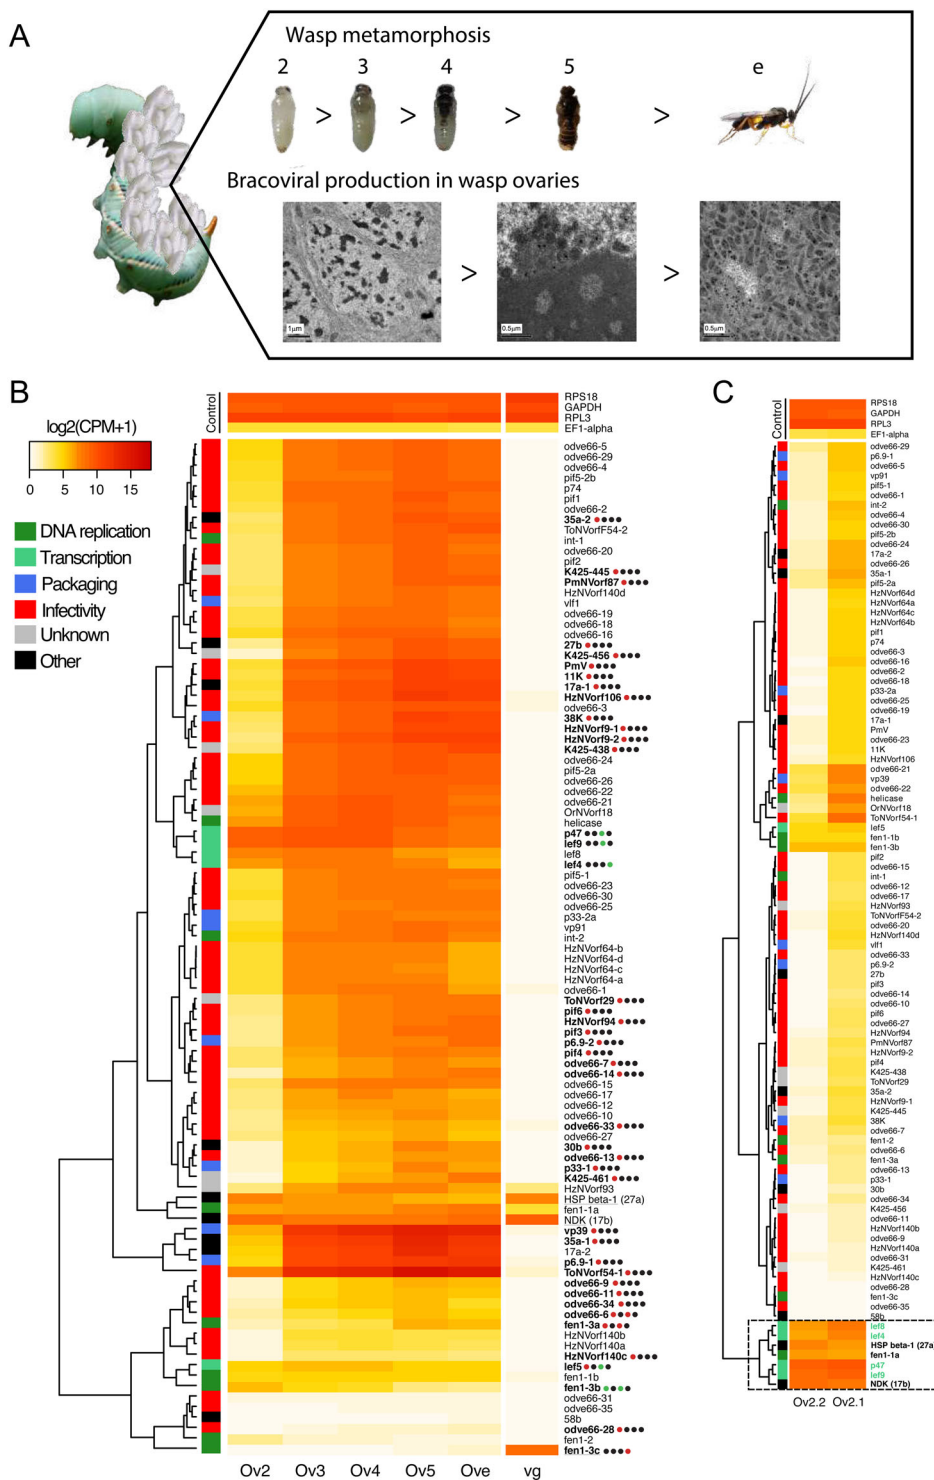 A
Wasp metamorphosis
2 3 4 5 e
> > > >
Bracoviral production in wasp ovaries
1µm
>
0.5µm
>
0.5µm
B
log2(CPM+1)
0 5 10 15
DNA replication
Transcription
Packaging
Infectivity
Unknown
Other
Control
RPS18
GAPDH
RPL3
EF1-alpha
odve66-5
odve66-29
odve66-4
pif5-2b
p74
pif1
odve66-2
35a-2
ToNVorfF54-2
int-1
odve66-20
pif2
K425-445
PmNVorf87
HzNVorf140d
vlf1
odve66-19
odve66-18
odve66-16
27b
K425-456
PmV
11K
17a-1
HzNVorf106
odve66-3
38K
HzNVorf9-1
HzNVorf9-2
K425-438
odve66-24
pif5-2a
odve66-26
odve66-22
odve66-21
OrNVorf18
helicase
p47
lef9
lef8
lef4
pif5-1
odve66-23
odve66-30
odve66-25
p33-2a
vp91
int-2
HzNVorf64-b
HzNVorf64-d
HzNVorf64-c
HzNVorf64-a
odve66-1
ToNVorf29
pif6
HzNVorf94
pif3
p6.9-2
pif4
odve66-7
odve66-14
odve66-15
odve66-17
odve66-12
odve66-10
odve66-33
odve66-27
30b
odve66-13
p33-1
K425-461
HzNVorf93
HSP beta-1 (27a)
fen1-1a
NDK (17b)
vp39
35a-1
17a-2
p6.9-1
ToNVorf54-1
odve66-9
odve66-11
odve66-34
odve66-6
fen1-3a
HzNVorf140b
HzNVorf140a
HzNVorf140c
lef5
fen1-1b
fen1-3b
odve66-31
odve66-35
58b
odve66-28
fen1-2
fen1-3c
Ov2 Ov3 Ov4 Ov5 Ove vg
C
Control
RPS18
GAPDH
RPL3
EF1-alpha
odve66-29
p6.9-1
odve66-5
vp91
pif5-1
odve66-1
int-2
odve66-4
odve66-30
pif5-2b
odve66-24
17a-2
odve66-26
35a-1
pif5-2a
HzNVorf64d
HzNVorf64a
HzNVorf64c
HzNVorf64b
pif1
p74
odve66-3
odve66-16
odve66-2
odve66-18
p33-2a
odve66-25
odve66-19
17a-1
PmV
odve66-23
11K
HzNVorf106
odve66-21
vp39
odve66-22
helicase
OrNVorf18
ToNVorf54-1
lef5
fen1-1b
fen1-3b
pif2
odve66-15
int-1
odve66-12
odve66-17
HzNVorf93
ToNVorfF54-2
odve66-20
HzNVorf140d
vlf1
odve66-33
p6.9-2
27b
pif3
odve66-14
odve66-10
pif6
odve66-27
HzNVorf94
PmNVorf87
HzNVorf9-2
pif4
K425-438
ToNVorf29
35a-2
HzNVorf9-1
K425-445
38K
odve66-7
fen1-2
odve66-6
fen1-3a
odve66-13
p33-1
30b
odve66-34
K425-456
odve66-11
HzNVorf140b
odve66-9
HzNVorf140a
odve66-31
K425-461
HzNVorf140c
odve66-28
fen1-3c
odve66-35
58b
lef8
lef4
HSP beta-1 (27a)
fen1-1a
p47
lef9
NDK (17b)
Ov2.2 Ov2.1